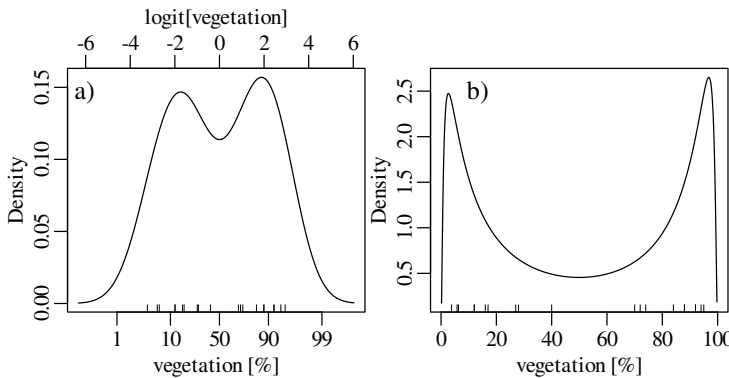 logit[vegetation]
-6 -4 -2 0 2 4 6
a)
Density
0.00 0.05 0.10 0.15
1 10 50 90 99
vegetation [%]
b)
Density
0.5 1.0 1.5 2.0 2.5
0 20 40 60 80 100
vegetation [%]